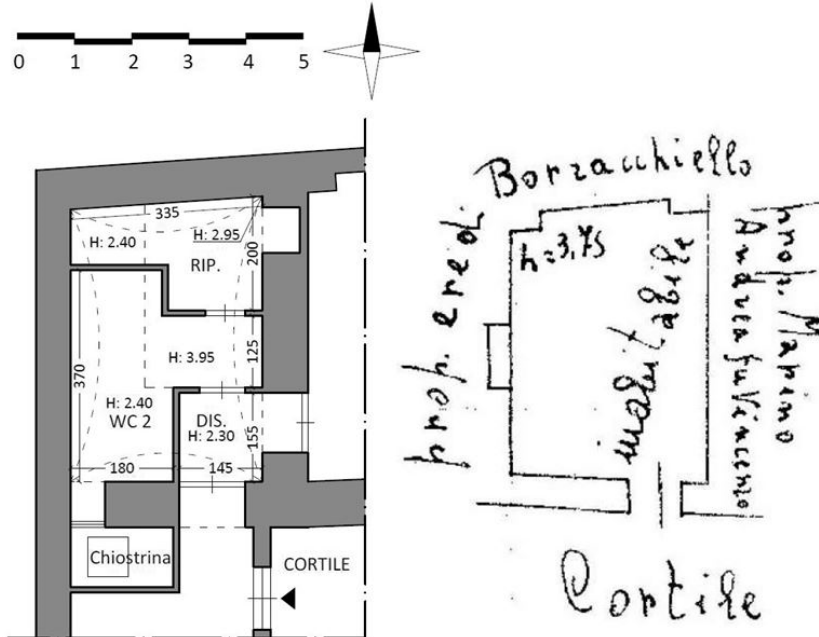 0 1 2 3 4 5
335
H: 2.40
H: 2.95
200
RIP.
H: 3.95
125
370
H: 2.40
WC 2
DIS.
H: 2.30
155
180
145
Chiostrina
CORTILE
Borzacchiello
prop. eredi
h=3,75
inabitabile
prop. Marino
Andrea fu Vincenzo
Cortile